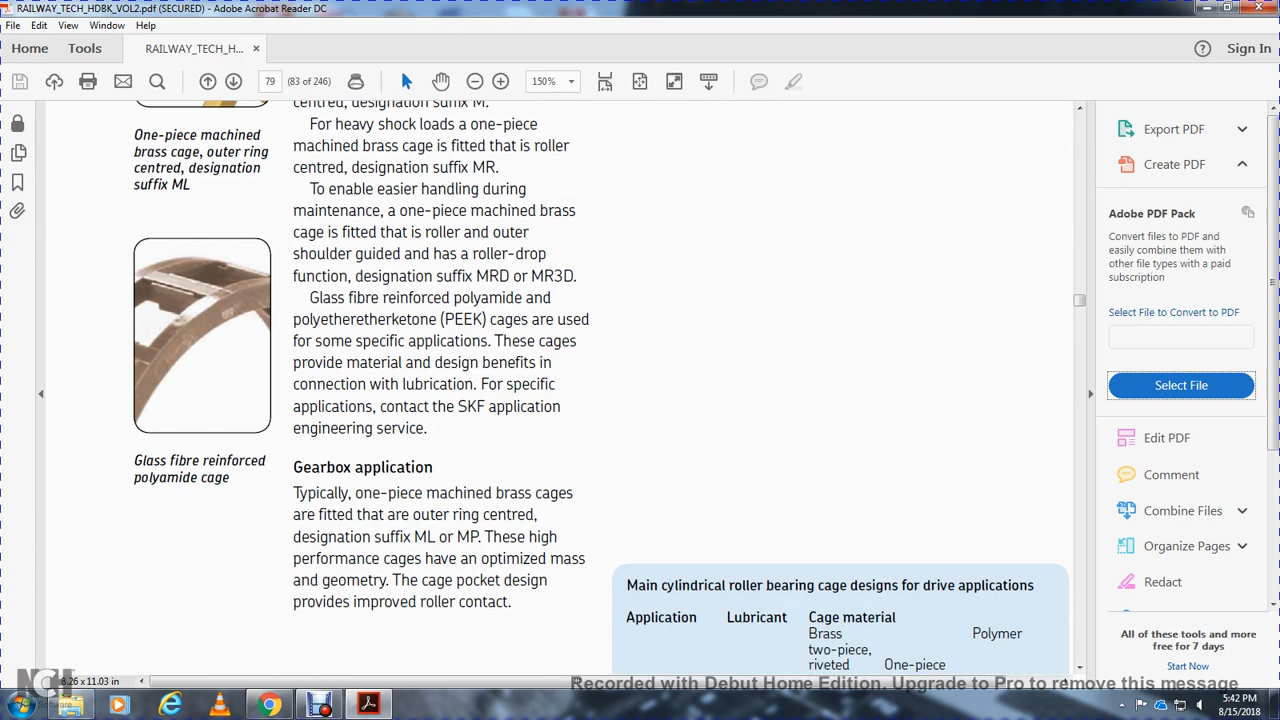 RAILWAY_TECH_HDBK_VOL2.pdf (SECURED) - Adobe Acrobat Reader DC
File Edit View Window Help
Home Tools RAILWAY_TECH_H... × Sign In
79 (83 of 246) 150%
One-piece machined
brass cage, outer ring
centred, designation
suffix ML
Glass fibre reinforced
polyamide cage
centred, designation suffix M.
For heavy shock loads a one-piece
machined brass cage is fitted that is roller
centred, designation suffix MR.
To enable easier handling during
maintenance, a one-piece machined brass
cage is fitted that is roller and outer
shoulder guided and has a roller-drop
function, designation suffix MRD or MR3D.
Glass fibre reinforced polyamide and
polyetheretherketone (PEEK) cages are used
for some specific applications. These cages
provide material and design benefits in
connection with lubrication. For specific
applications, contact the SKF application
engineering service.
Gearbox application
Typically, one-piece machined brass cages
are fitted that are outer ring centred,
designation suffix ML or MP. These high
performance cages have an optimized mass
and geometry. The cage pocket design
provides improved roller contact.
Main cylindrical roller bearing cage designs for drive applications
Application Lubricant Cage material
Brass Polymer
two-piece,
riveted One-piece
Export PDF
Create PDF
Adobe PDF Pack
Convert files to PDF and
easily combine them with
other file types with a paid
subscription
Select File to Convert to PDF
Select File
Edit PDF
Comment
Combine Files
Organize Pages
Redact
All of these tools and more
free for 7 days
Start Now
8.26 x 11.03 in
NCH
Software
Recorded with Debut Home Edition. Upgrade to Pro to remove this message
5:42 PM
8/15/2018